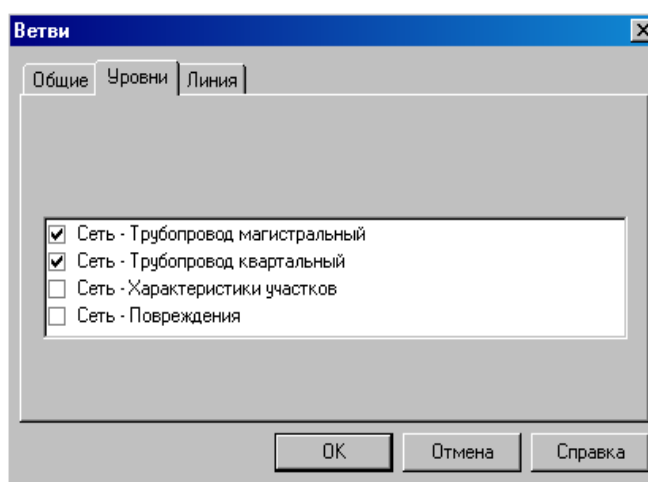 Ветви
Общие Уровни Линия
Сеть - Трубопровод магистральный
Сеть - Трубопровод квартальный
Сеть - Характеристики участков
Сеть - Повреждения
OK Отмена Справка